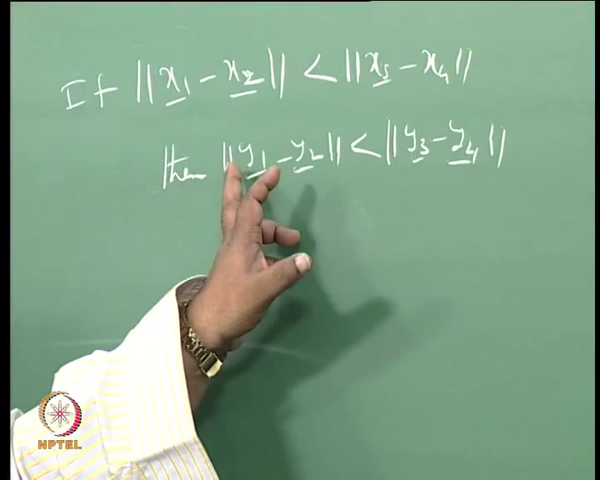 If ||x1 - x2|| < ||x3 - x4||
then ||y1 - y2|| < ||y3 - y4||
NPTEL